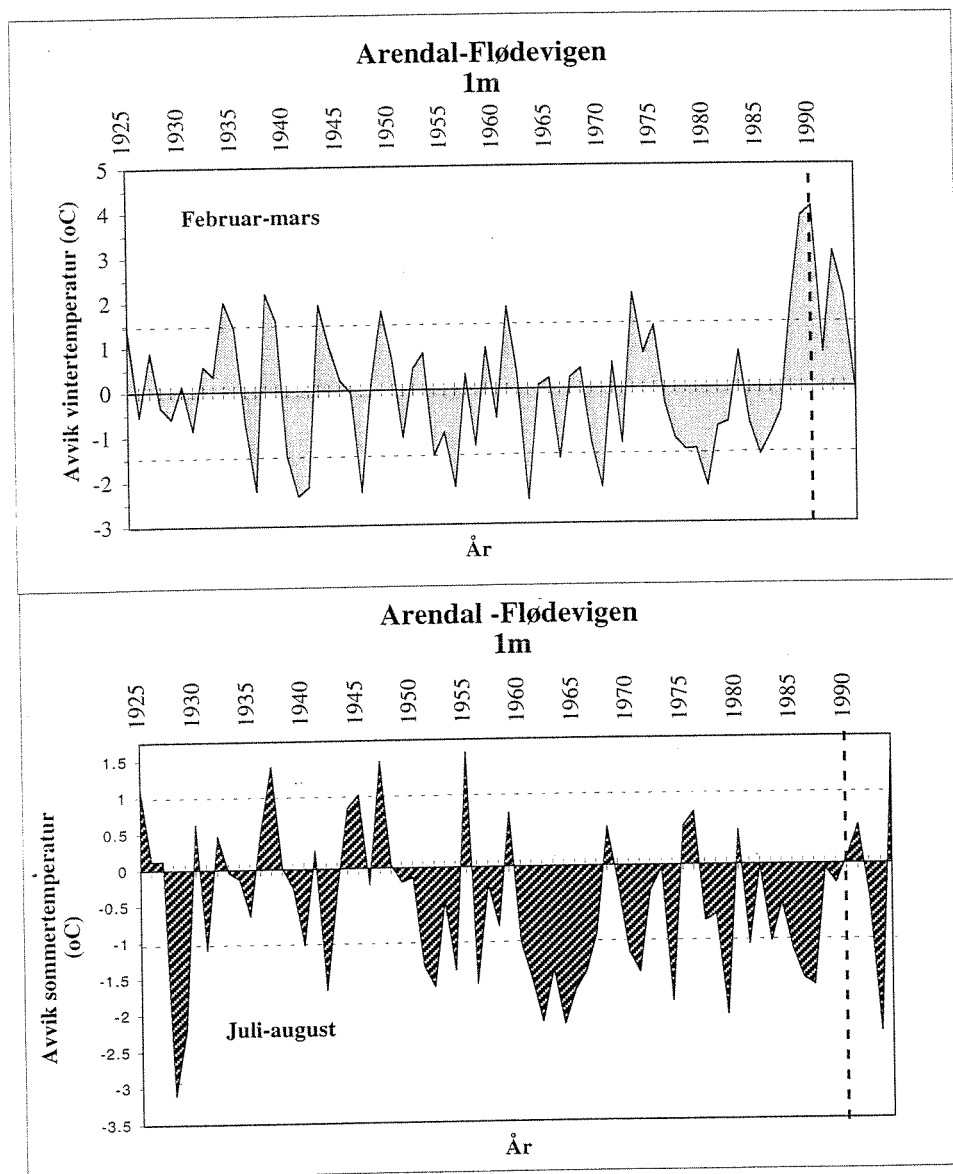 Arendal-Flødevigen
1m
1925 1930 1935 1940 1945 1950 1955 1960 1965 1970 1975 1980 1985 1990
Avvik vintertemperatur (oC)
5
4
3
2
1
0
-1
-2
-3
Februar-mars
År
Arendal -Flødevigen
1m
1925 1930 1935 1940 1945 1950 1955 1960 1965 1970 1975 1980 1985 1990
Avvik sommertemperatur
(oC)
1.5
1
0.5
0
-0.5
-1
-1.5
-2
-2.5
-3
-3.5
Juli-august
År